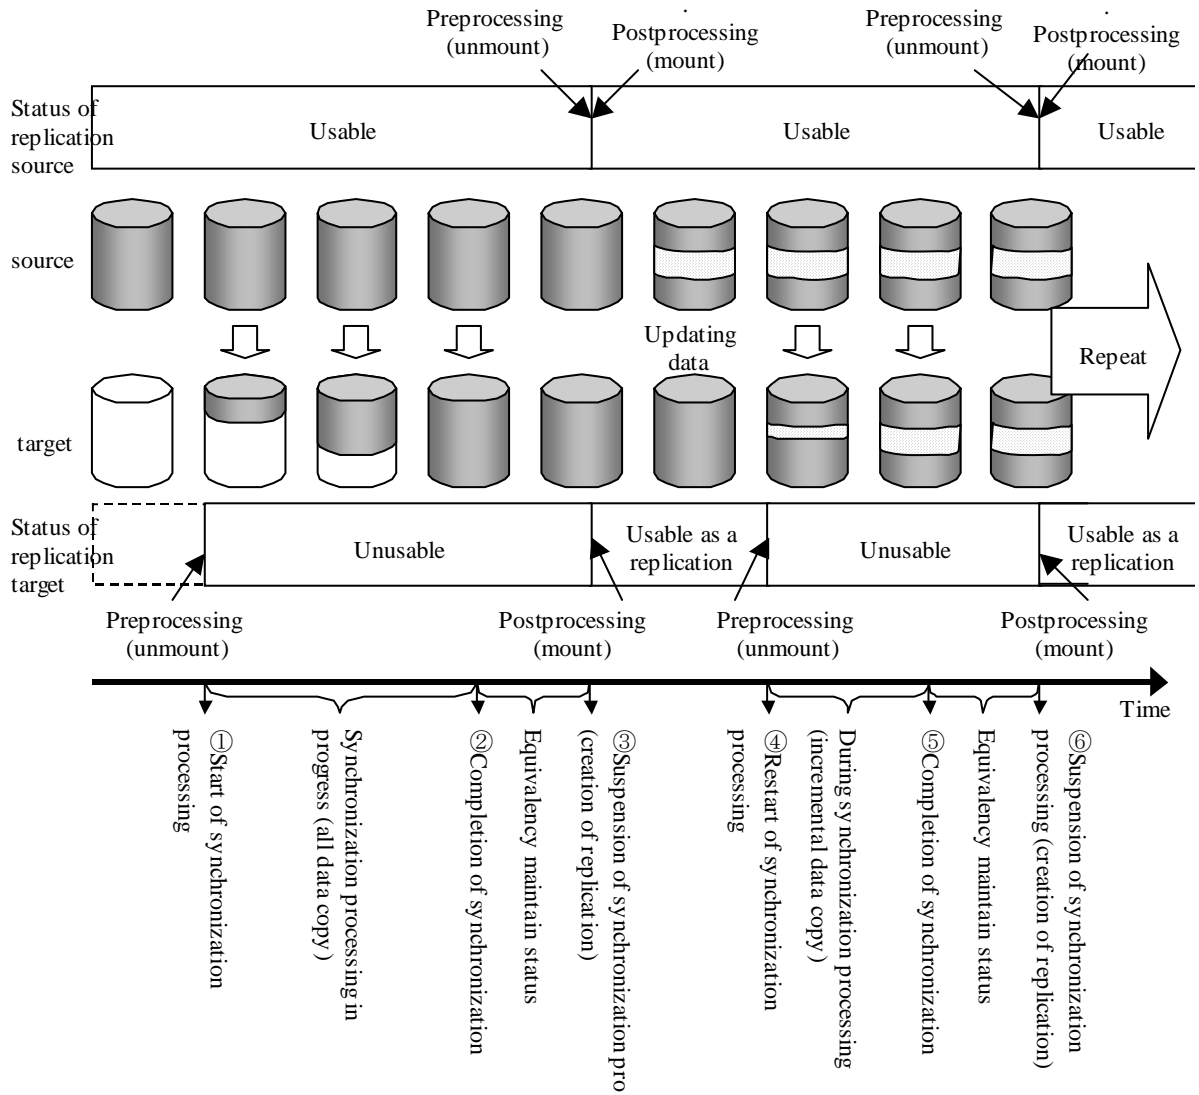 Preprocessing
(unmount)
Postprocessing
(mount)
Preprocessing
(unmount)
Postprocessing
(mount)
Status of
replication
source
Usable
Usable
Usable
source
Updating
data
Repeat
target
Status of
replication
target
Unusable
Usable as a
replication
Unusable
Usable as a
replication
Preprocessing
(unmount)
Postprocessing
(mount)
Preprocessing
(unmount)
Postprocessing
(mount)
Time
①Start of synchronization
processing
Synchronization processing in
progress (all data copy)
②Completion of synchronization
Equivalency maintain status
③Suspension of synchronization pro
(creation of replication)
④Restart of synchronization
processing
During synchronization processing
(incremental data copy)
⑤Completion of synchronization
Equivalency maintain status
⑥Suspension of synchronization
processing (creation of replication)